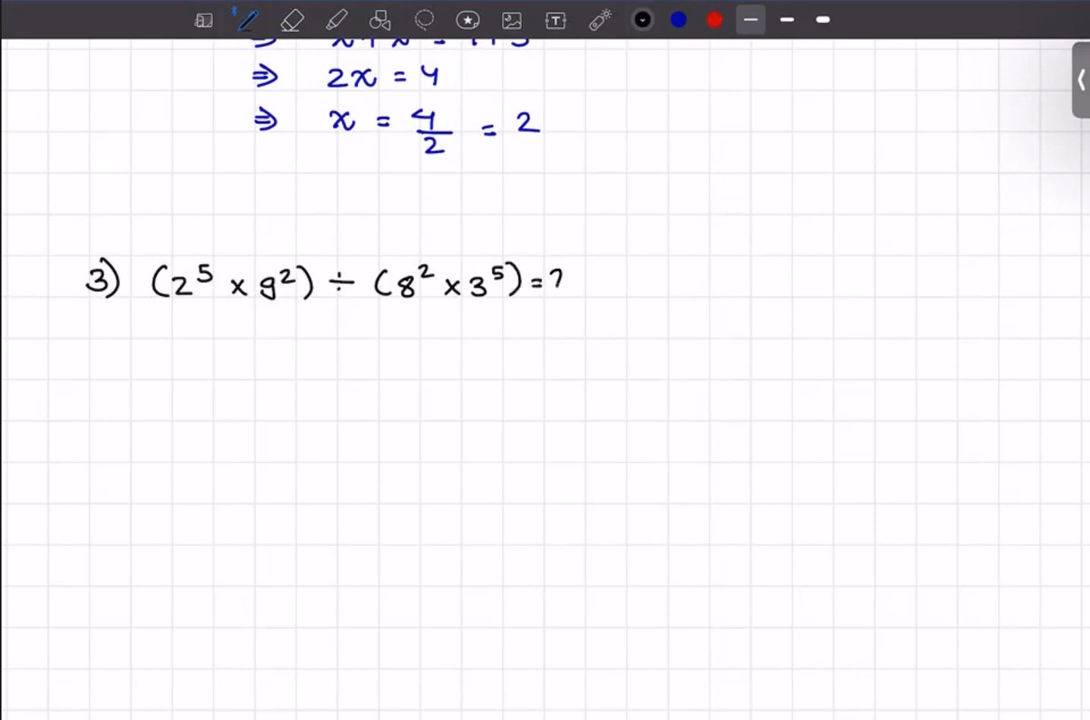 ⇒ 2x = 4
⇒ x = 4/2 = 2
3) (2⁵ × 9²) ÷ (8² × 3⁵) = ?